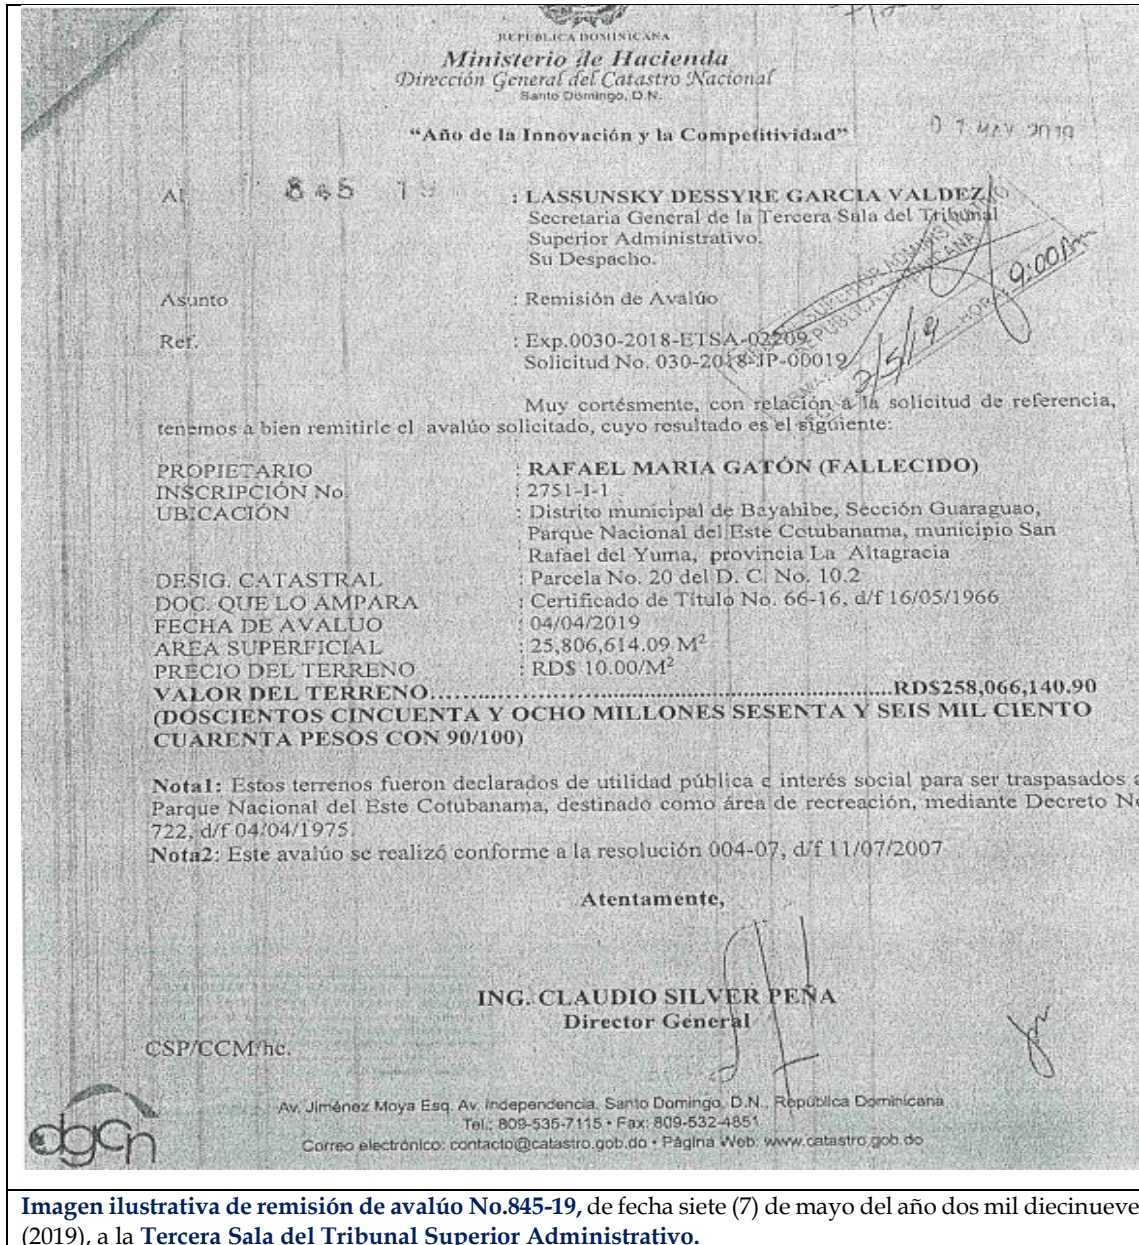 REPUBLICA DOMINICANA
Ministerio de Hacienda
Dirección General del Catastro Nacional
Santo Domingo, D.N.
“Año de la Innovación y la Competitividad”
07 MAY 2019
Al 845 19 : LASSUNSKY DESSYRE GARCIA VALDEZ
Secretaria General de la Tercera Sala del Tribunal
Superior Administrativo.
Su Despacho.
9:00Am
HORA
Asunto : Remisión de Avalúo
Ref. : Exp.0030-2018-ETSA-02209
Solicitud No. 030-2018-JP-00019
Muy cortésmente, con relación a la solicitud de referencia,
tenemos a bien remitirle el avalúo solicitado, cuyo resultado es el siguiente:
PROPIETARIO : RAFAEL MARIA GATÓN (FALLECIDO)
INSCRIPCIÓN No. : 2751-I-1
UBICACIÓN : Distrito municipal de Bayahibe, Sección Guaraguao,
Parque Nacional del Este Cotubanama, municipio San
Rafael del Yuma, provincia La Altagracia
DESIG. CATASTRAL : Parcela No. 20 del D. C. No. 10.2
DOC. QUE LO AMPARA : Certificado de Título No. 66-16, d/f 16/05/1966
FECHA DE AVALUO : 04/04/2019
AREA SUPERFICIAL : 25,806,614.09 M²
PRECIO DEL TERRENO : RD$ 10.00/M²
VALOR DEL TERRENO.....................................................................RD$258,066,140.90
(DOSCIENTOS CINCUENTA Y OCHO MILLONES SESENTA Y SEIS MIL CIENTO
CUARENTA PESOS CON 90/100)
Nota1: Estos terrenos fueron declarados de utilidad pública e interés social para ser traspasados a
Parque Nacional del Este Cotubanama, destinado como área de recreación, mediante Decreto No
722, d/f 04/04/1975.
Nota2: Este avalúo se realizó conforme a la resolución 004-07, d/f 11/07/2007
Atentamente,
ING. CLAUDIO SILVER PEÑA
Director General
CSP/CCM/hc.
dgcn
Av. Jiménez Moya Esq. Av. Independencia, Santo Domingo, D.N., República Dominicana
Tel.: 809-535-7115 • Fax: 809-532-4851
Correo electrónico: contacto@catastro.gob.do • Página Web: www.catastro.gob.do
Imagen ilustrativa de remisión de avalúo No.845-19, de fecha siete (7) de mayo del año dos mil diecinueve
(2019), a la Tercera Sala del Tribunal Superior Administrativo.